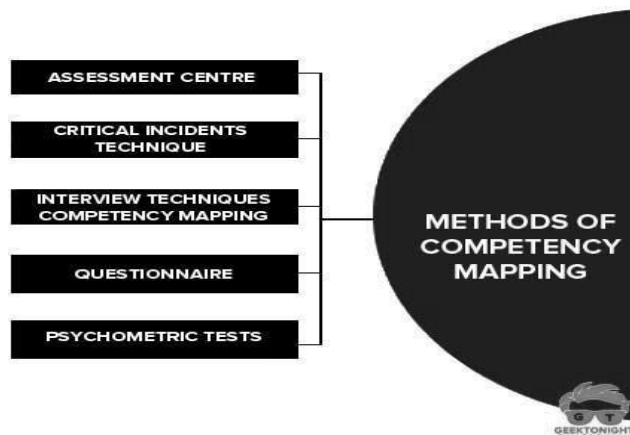 ASSESSMENT CENTRE
CRITICAL INCIDENTS
TECHNIQUE
INTERVIEW TECHNIQUES
COMPETENCY MAPPING
QUESTIONNAIRE
PSYCHOMETRIC TESTS
METHODS OF
COMPETENCY
MAPPING
G T
GEEKTONIGHT